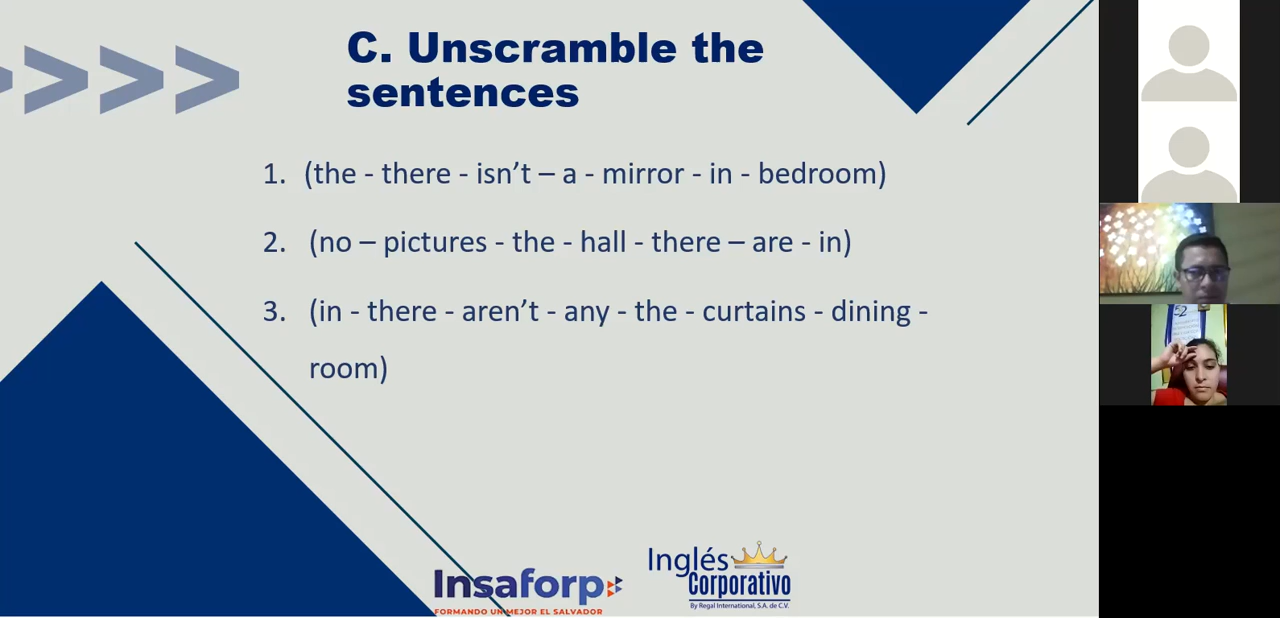 C. Unscramble the
sentences
1. (the - there - isn’t – a - mirror - in - bedroom)
2. (no – pictures - the - hall - there – are - in)
3. (in - there - aren’t - any - the - curtains - dining -
room)
Insaforp
FORMANDO UN MEJOR EL SALVADOR
Inglés
Corporativo
By Regal International, S.A. de C.V.